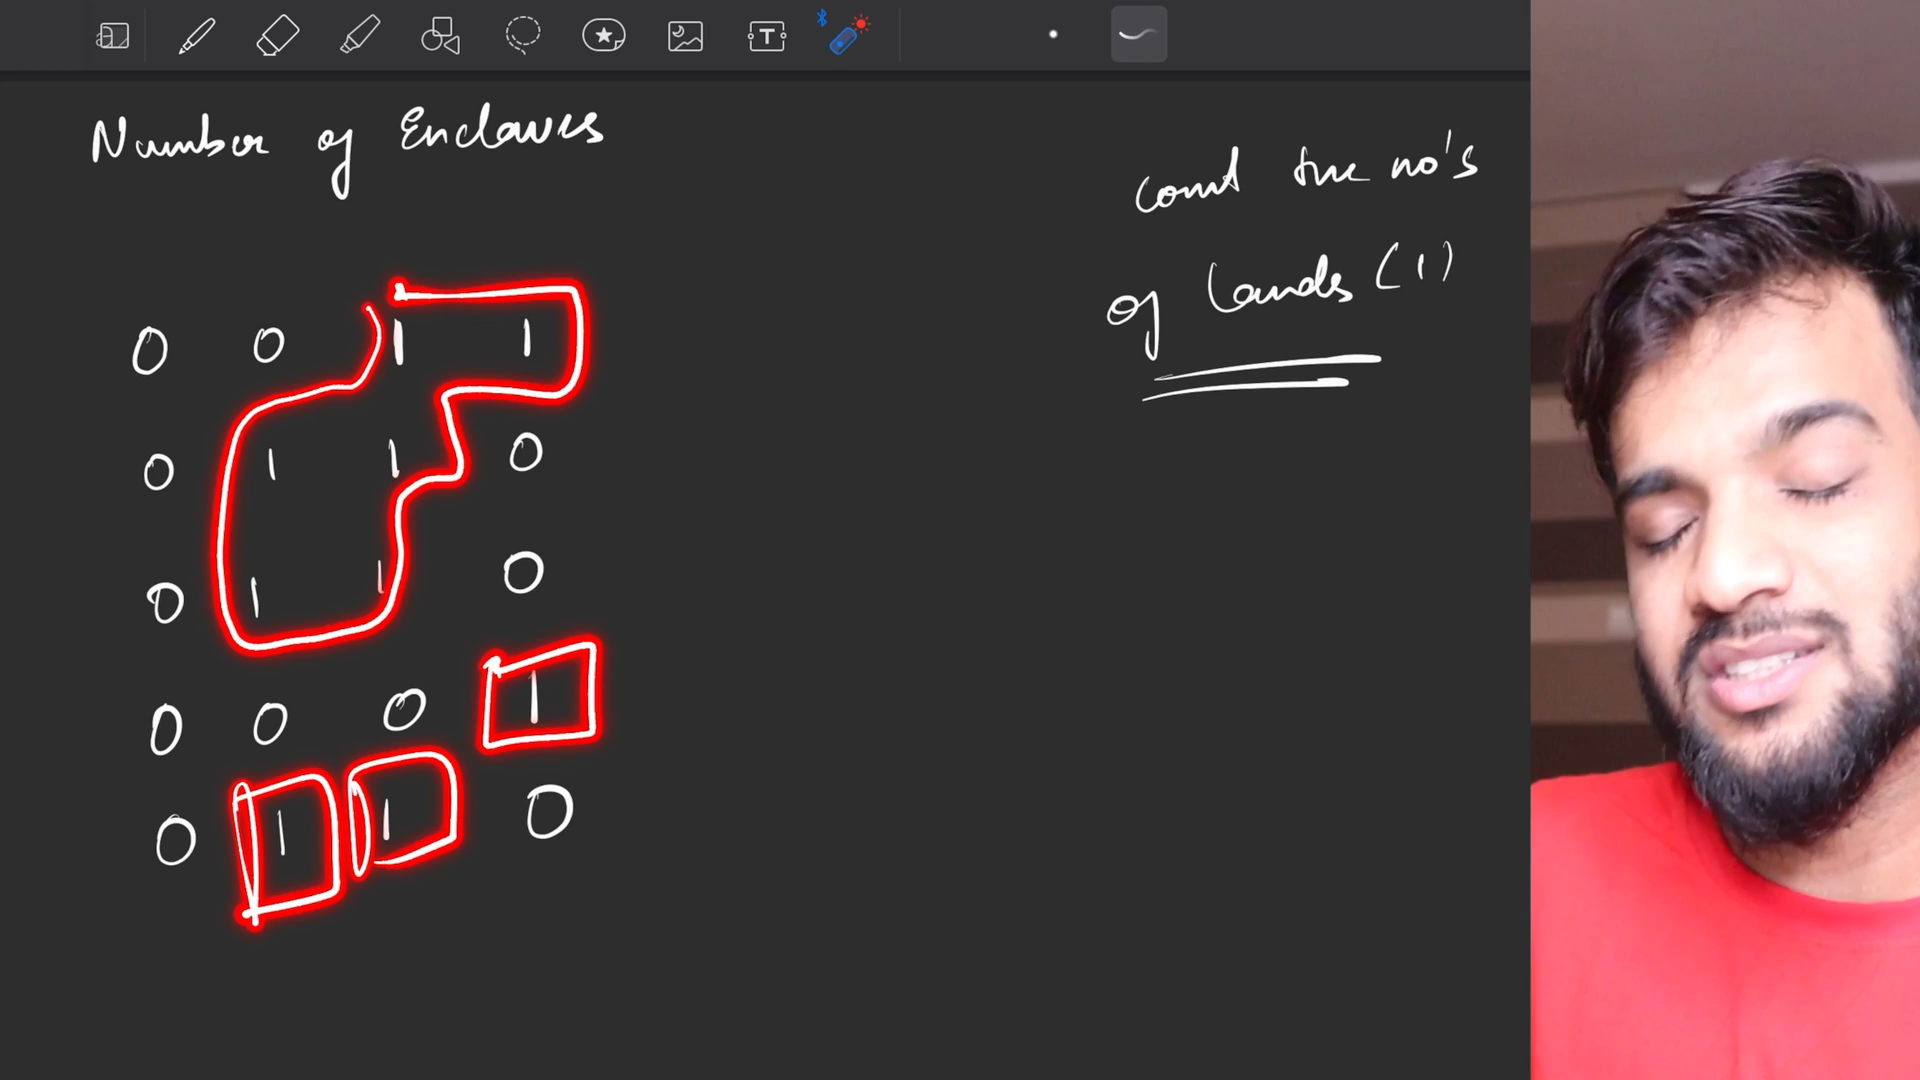 Number of Enclaves
count the no's
of lands (1)
0 0 1 1
0 1 1 0
0 1 1 0
0 0 0 1
0 1 1 0
T